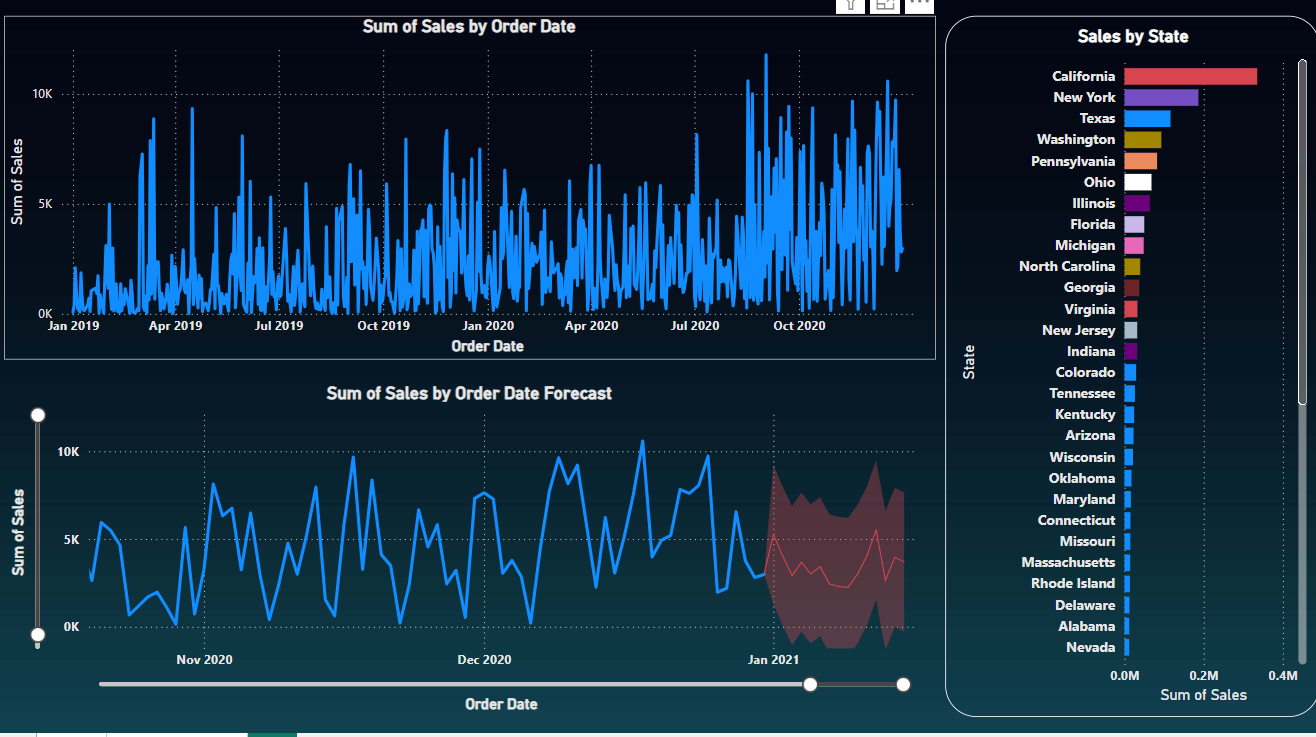 Sum of Sales by Order Date
Sum of Sales
10K
5K
0K
Jan 2019 Apr 2019 Jul 2019 Oct 2019 Jan 2020 Apr 2020 Jul 2020 Oct 2020
Order Date
Sum of Sales by Order Date Forecast
Sum of Sales
10K
5K
0K
Nov 2020 Dec 2020 Jan 2021
Order Date
Sales by State
State
California
New York
Texas
Washington
Pennsylvania
Ohio
Illinois
Florida
Michigan
North Carolina
Georgia
Virginia
New Jersey
Indiana
Colorado
Tennessee
Kentucky
Arizona
Wisconsin
Oklahoma
Maryland
Connecticut
Missouri
Massachusetts
Rhode Island
Delaware
Alabama
Nevada
0.0M 0.2M 0.4M
Sum of Sales